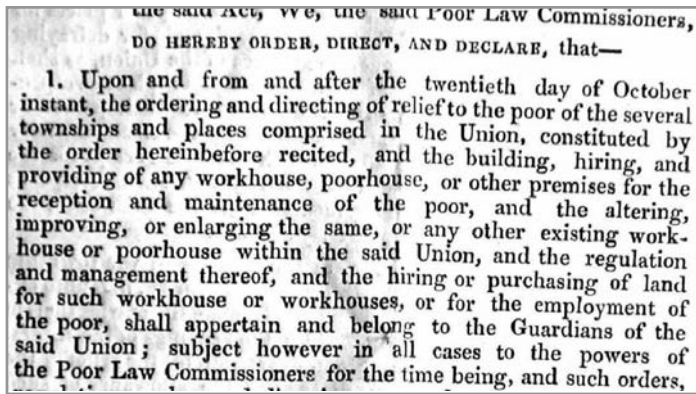 the said Act, We, the said Poor Law Commissioners,
DO HEREBY ORDER, DIRECT, AND DECLARE, that—
1. Upon and from and after the twentieth day of October
instant, the ordering and directing of relief to the poor of the several
townships and places comprised in the Union, constituted by
the order hereinbefore recited, and the building, hiring, and
providing of any workhouse, poorhouse, or other premises for the
reception and maintenance of the poor, and the altering,
improving, or enlarging the same, or any other existing work-
house or poorhouse within the said Union, and the regulation
and management thereof, and the hiring or purchasing of land
for such workhouse or workhouses, or for the employment of
the poor, shall appertain and belong to the Guardians of the
said Union; subject however in all cases to the powers of
the Poor Law Commissioners for the time being, and such orders,